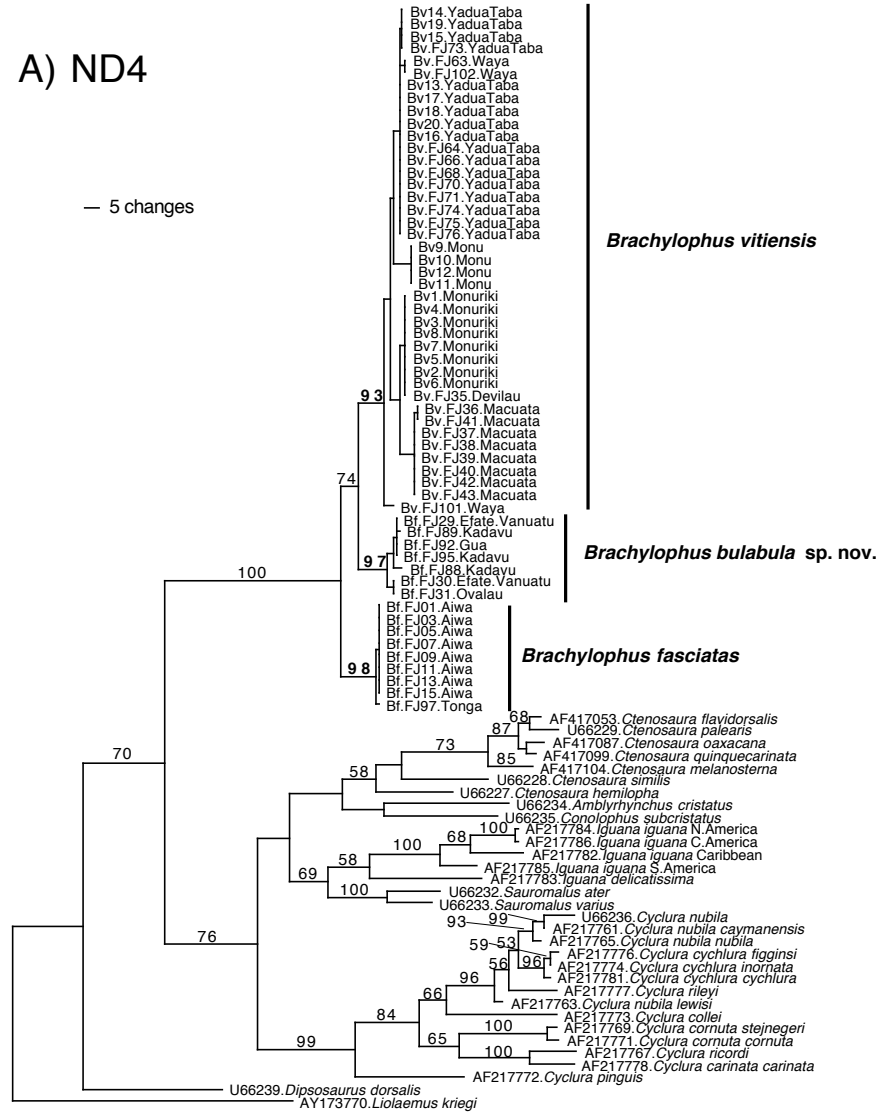 A) ND4
5 changes
Bv14.YaduaTaba
Bv19.YaduaTaba
Bv15.YaduaTaba
Bv.FJ73.YaduaTaba
Bv.FJ63.Waya
Bv.FJ102.Waya
Bv13.YaduaTaba
Bv17.YaduaTaba
Bv18.YaduaTaba
Bv20.YaduaTaba
Bv16.YaduaTaba
Bv.FJ64.YaduaTaba
Bv.FJ66.YaduaTaba
Bv.FJ68.YaduaTaba
Bv.FJ70.YaduaTaba
Bv.FJ71.YaduaTaba
Bv.FJ74.YaduaTaba
Bv.FJ75.YaduaTaba
Bv.FJ76.YaduaTaba
Bv9.Monu
Bv10.Monu
Bv12.Monu
Bv11.Monu
Bv1.Monuriki
Bv4.Monuriki
Bv3.Monuriki
Bv8.Monuriki
Bv7.Monuriki
Bv5.Monuriki
Bv2.Monuriki
Bv6.Monuriki
Bv.FJ35.Devilau
Bv.FJ36.Macuata
Bv.FJ41.Macuata
Bv.FJ37.Macuata
Bv.FJ38.Macuata
Bv.FJ39.Macuata
Bv.FJ40.Macuata
Bv.FJ42.Macuata
Bv.FJ43.Macuata
Bv.FJ101.Waya
Brachylophus vitiensis
93
74
Bf.FJ29.Efate.Vanuatu
Bf.FJ89.Kadavu
Bf.FJ92.Gua
Bf.FJ95.Kadavu
Bf.FJ88.Kadavu
Bf.FJ30.Efate.Vanuatu
Bf.FJ31.Ovalau
Brachylophus bulabula sp. nov.
97
100
Bf.FJ01.Aiwa
Bf.FJ03.Aiwa
Bf.FJ05.Aiwa
Bf.FJ07.Aiwa
Bf.FJ09.Aiwa
Bf.FJ11.Aiwa
Bf.FJ13.Aiwa
Bf.FJ15.Aiwa
Bf.FJ97.Tonga
Brachylophus fasciatas
98
70
68 AF417053.Ctenosaura flavidorsalis
87 U66229.Ctenosaura palearis
AF417087.Ctenosaura oaxacana
73 AF417099.Ctenosaura quinquecarinata
85 AF417104.Ctenosaura melanosterna
58 U66228.Ctenosaura similis
U66227.Ctenosaura hemilopha
U66234.Amblyrhynchus cristatus
U66235.Conolophus subcristatus
100 AF217784.Iguana iguana N.America
68 AF217786.Iguana iguana C.America
100 AF217782.Iguana iguana Caribbean
58 AF217785.Iguana iguana S.America
69 AF217783.Iguana delicatissima
100 U66232.Sauromalus ater
U66233.Sauromalus varius
99 U66236.Cyclura nubila
93 AF217761.Cyclura nubila caymanensis
76 AF217765.Cyclura nubila nubila
59 53 AF217776.Cyclura cychlura figginsi
56 96 AF217774.Cyclura cychlura inornata
AF217781.Cyclura cychlura cychlura
96 AF217777.Cyclura rileyi
66 AF217763.Cyclura nubila lewisi
AF217773.Cyclura collei
84 100 AF217769.Cyclura cornuta stejnegeri
65 AF217771.Cyclura cornuta cornuta
99 100 AF217767.Cyclura ricordi
AF217778.Cyclura carinata carinata
AF217772.Cyclura pinguis
U66239.Dipsosaurus dorsalis
AY173770.Liolaemus kriegi